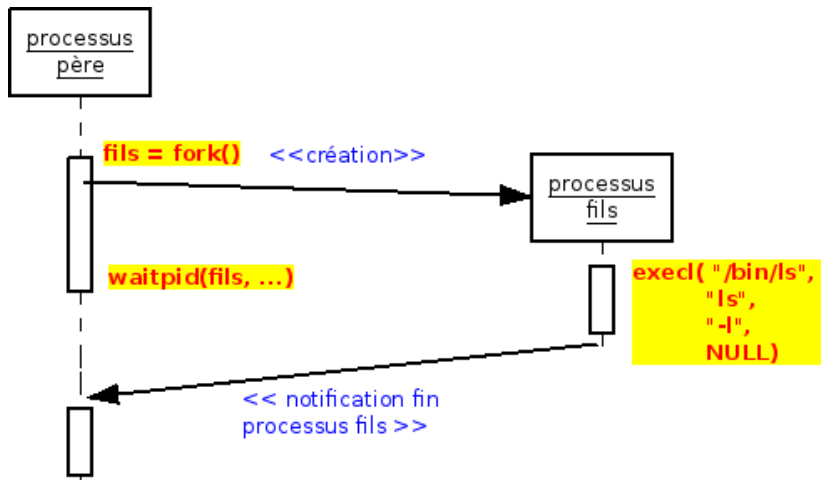 processus
père
fils = fork()
<<création>>
processus
fils
waitpid(fils, ...)
execl( "/bin/ls",
"ls",
"-l",
NULL)
<< notification fin
processus fils >>